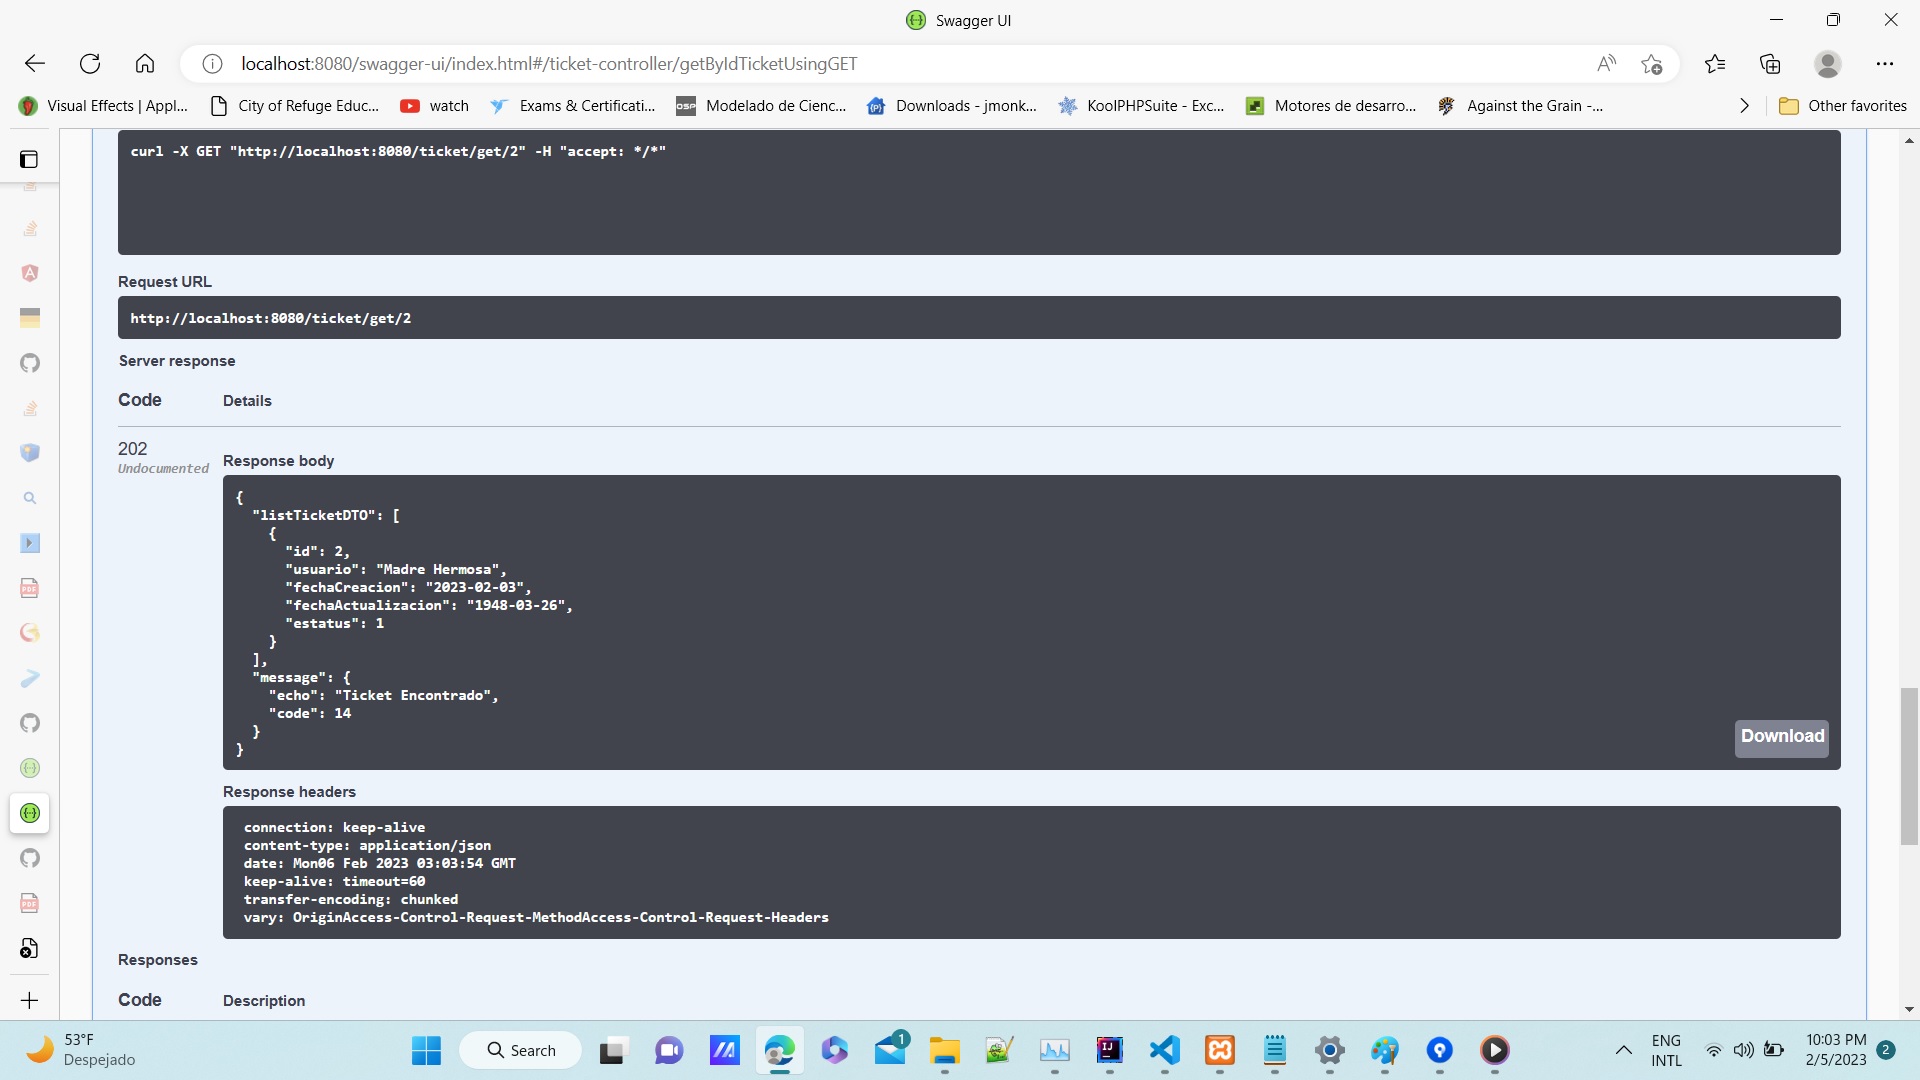 Swagger UI
localhost:8080/swagger-ui/index.html#/ticket-controller/getByIdTicketUsingGET
Visual Effects | Appl...
City of Refuge Educ...
watch
Exams & Certificati...
OSP
Modelado de Cienc...
Downloads - jmonk...
KoolPHPSuite - Exc...
Motores de desarro...
Against the Grain -...
Other favorites
curl -X GET "http://localhost:8080/ticket/get/2" -H "accept: */*"
Request URL
http://localhost:8080/ticket/get/2
Server response
Code Details
202
Undocumented
Response body
{
  "listTicketDTO": [
    {
      "id": 2,
      "usuario": "Madre Hermosa",
      "fechaCreacion": "2023-02-03",
      "fechaActualizacion": "1948-03-26",
      "estatus": 1
    }
  ],
  "message": {
    "echo": "Ticket Encontrado",
    "code": 14
  }
}
Download
Response headers
connection: keep-alive
content-type: application/json
date: Mon06 Feb 2023 03:03:54 GMT
keep-alive: timeout=60
transfer-encoding: chunked
vary: OriginAccess-Control-Request-MethodAccess-Control-Request-Headers
Responses
Code Description
53°F
Despejado
Search
1
ENG
INTL
10:03 PM
2/5/2023
2